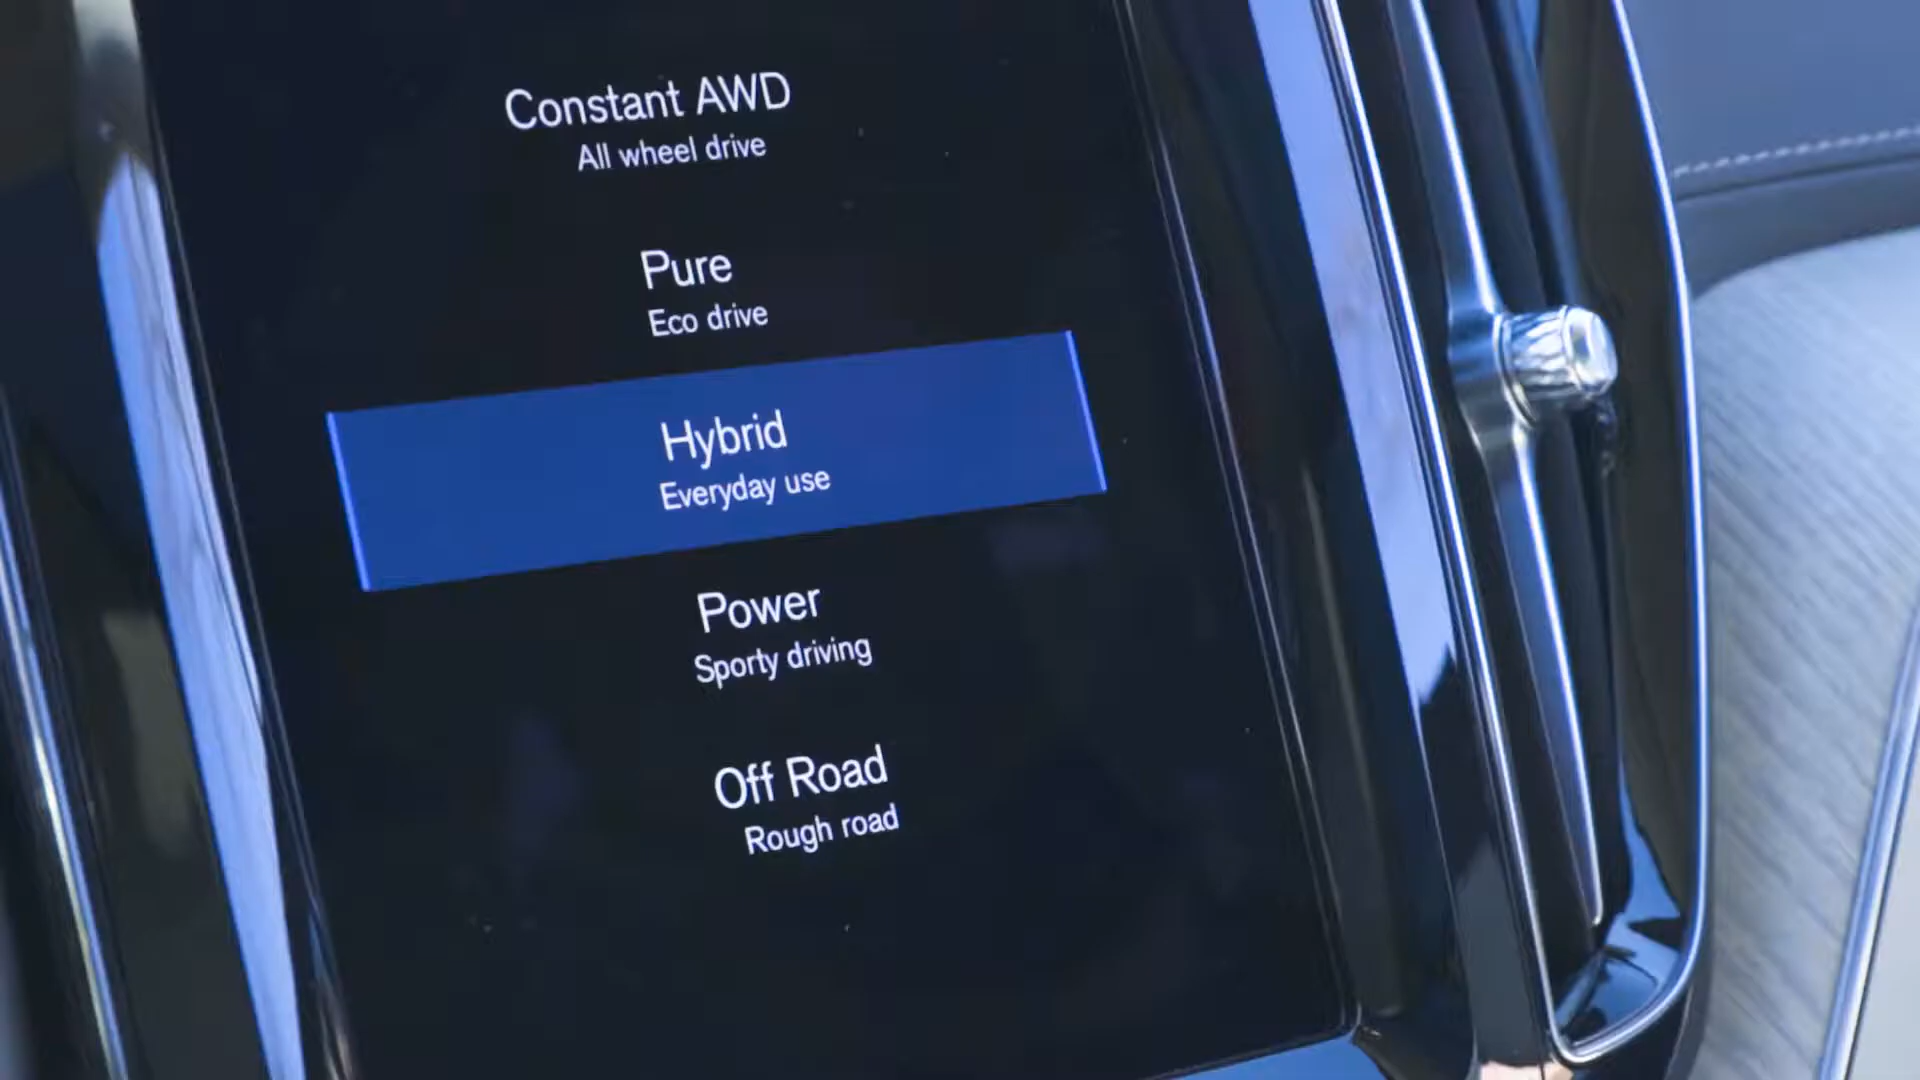 Constant AWD
All wheel drive
Pure
Eco drive
Hybrid
Everyday use
Power
Sporty driving
Off Road
Rough road